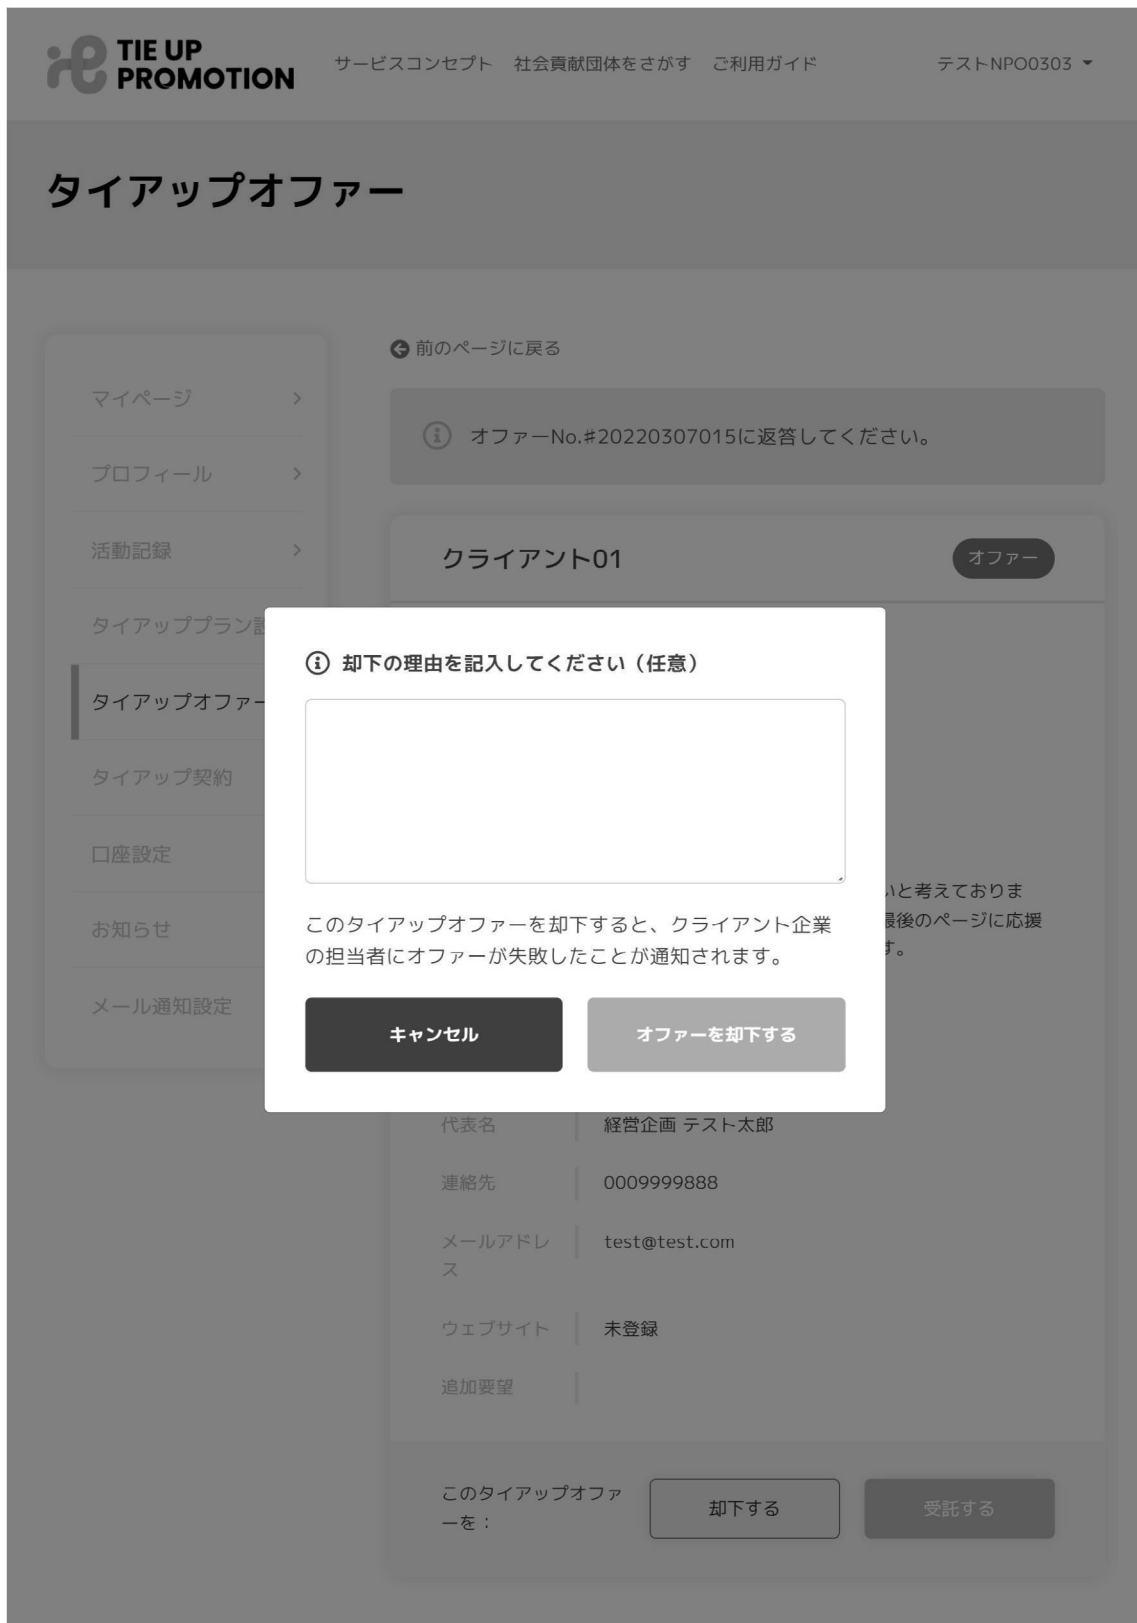 TIE UP
PROMOTION
サービスコンセプト 社会貢献団体をさがす ご利用ガイド テストNPO0303
タイアップオファー
前のページに戻る
マイページ
プロフィール
活動記録
タイアッププラン設
タイアップオファー
タイアップ契約
口座設定
お知らせ
メール通知設定
オファーNo.#20220307015に返答してください。
クライアント01 オファー
却下の理由を記入してください（任意）
このタイアップオファーを却下すると、クライアント企業
の担当者にオファーが失敗したことが通知されます。
キャンセル オファーを却下する
いと考えておりま
最後のページに応援
す。
代表名 経営企画 テスト太郎
連絡先 0009999888
メールアドレ test@test.com
ス
ウェブサイト 未登録
追加要望
このタイアップオファ
ーを： 却下する 受託する